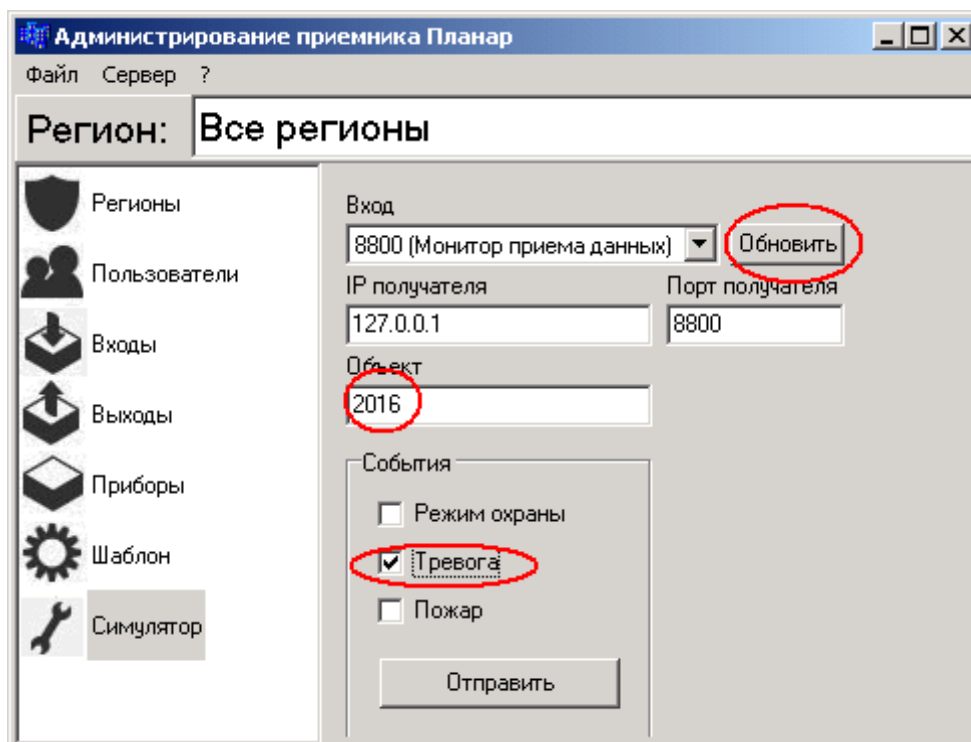 Администрирование приемника Планар
Файл Сервер ?
Регион: Все регионы
Регионы
Пользователи
Входы
Выходы
Приборы
Шаблон
Симулятор
Вход
8800 (Монитор приема данных) Обновить
IP получателя Порт получателя
127.0.0.1 8800
Объект
2016
События
Режим охраны
Тревога
Пожар
Отправить